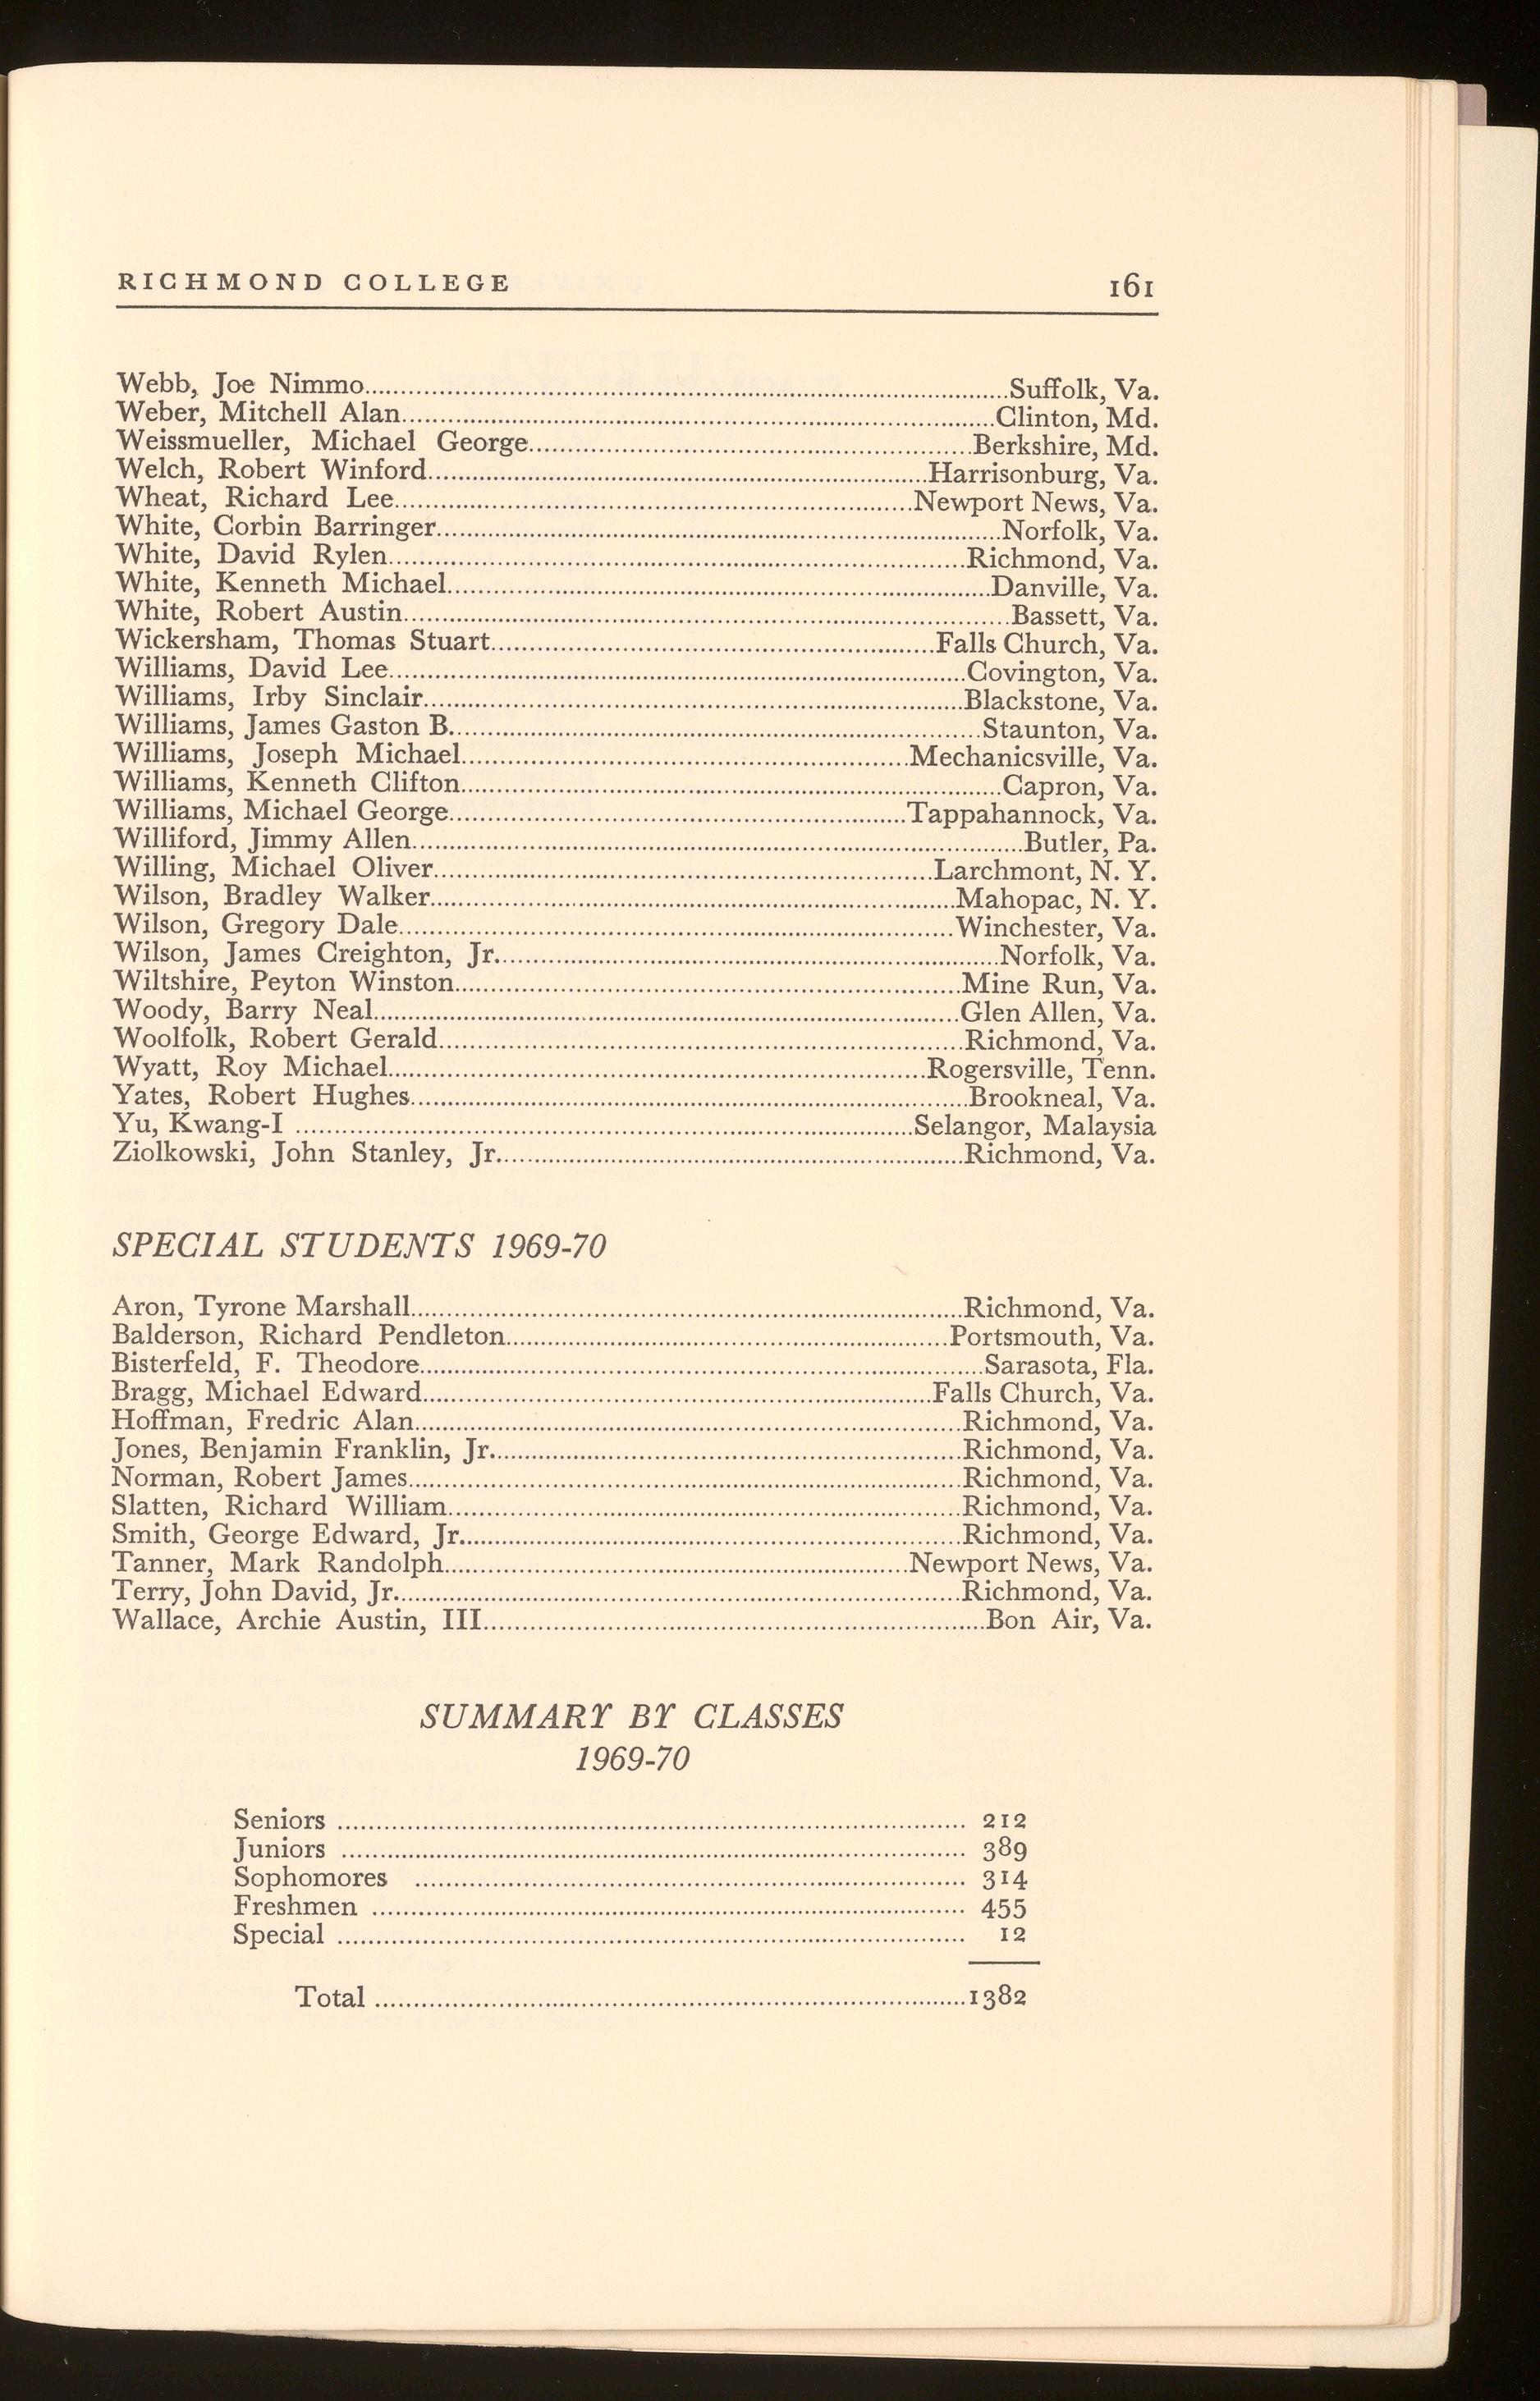 RICHMOND COLLEGE 161
Webb, Joe Nimmo....................Suffolk, Va.
Weber, Mitchell Alan....................Clinton, Md.
Weissmueller, Michael George....................Berkshire, Md.
Welch, Robert Winford....................Harrisonburg, Va.
Wheat, Richard Lee....................Newport News, Va.
White, Corbin Barringer....................Norfolk, Va.
White, David Rylen....................Richmond, Va.
White, Kenneth Michael....................Danville, Va.
White, Robert Austin....................Bassett, Va.
Wickersham, Thomas Stuart....................Falls Church, Va.
Williams, David Lee....................Covington, Va.
Williams, Irby Sinclair....................Blackstone, Va.
Williams, James Gaston B.....................Staunton, Va.
Williams, Joseph Michael....................Mechanicsville, Va.
Williams, Kenneth Clifton....................Capron, Va.
Williams, Michael George....................Tappahannock, Va.
Williford, Jimmy Allen....................Butler, Pa.
Willing, Michael Oliver....................Larchmont, N. Y.
Wilson, Bradley Walker....................Mahopac, N. Y.
Wilson, Gregory Dale....................Winchester, Va.
Wilson, James Creighton, Jr.....................Norfolk, Va.
Wiltshire, Peyton Winston....................Mine Run, Va.
Woody, Barry Neal....................Glen Allen, Va.
Woolfolk, Robert Gerald....................Richmond, Va.
Wyatt, Roy Michael....................Rogersville, Tenn.
Yates, Robert Hughes....................Brookneal, Va.
Yu, Kwang-I ....................Selangor, Malaysia
Ziolkowski, John Stanley, Jr.....................Richmond, Va.
SPECIAL STUDENTS 1969-70
Aron, Tyrone Marshall....................Richmond, Va.
Balderson, Richard Pendleton....................Portsmouth, Va.
Bisterfeld, F. Theodore....................Sarasota, Fla.
Bragg, Michael Edward....................Falls Church, Va.
Hoffman, Fredric Alan....................Richmond, Va.
Jones, Benjamin Franklin, Jr.....................Richmond, Va.
Norman, Robert James....................Richmond, Va.
Slatten, Richard William....................Richmond, Va.
Smith, George Edward, Jr.....................Richmond, Va.
Tanner, Mark Randolph....................Newport News, Va.
Terry, John David, Jr.....................Richmond, Va.
Wallace, Archie Austin, III....................Bon Air, Va.
SUMMARY BY CLASSES
1969-70
Seniors .................... 212
Juniors .................... 389
Sophomores .................... 314
Freshmen .................... 455
Special .................... 12
Total ....................1382